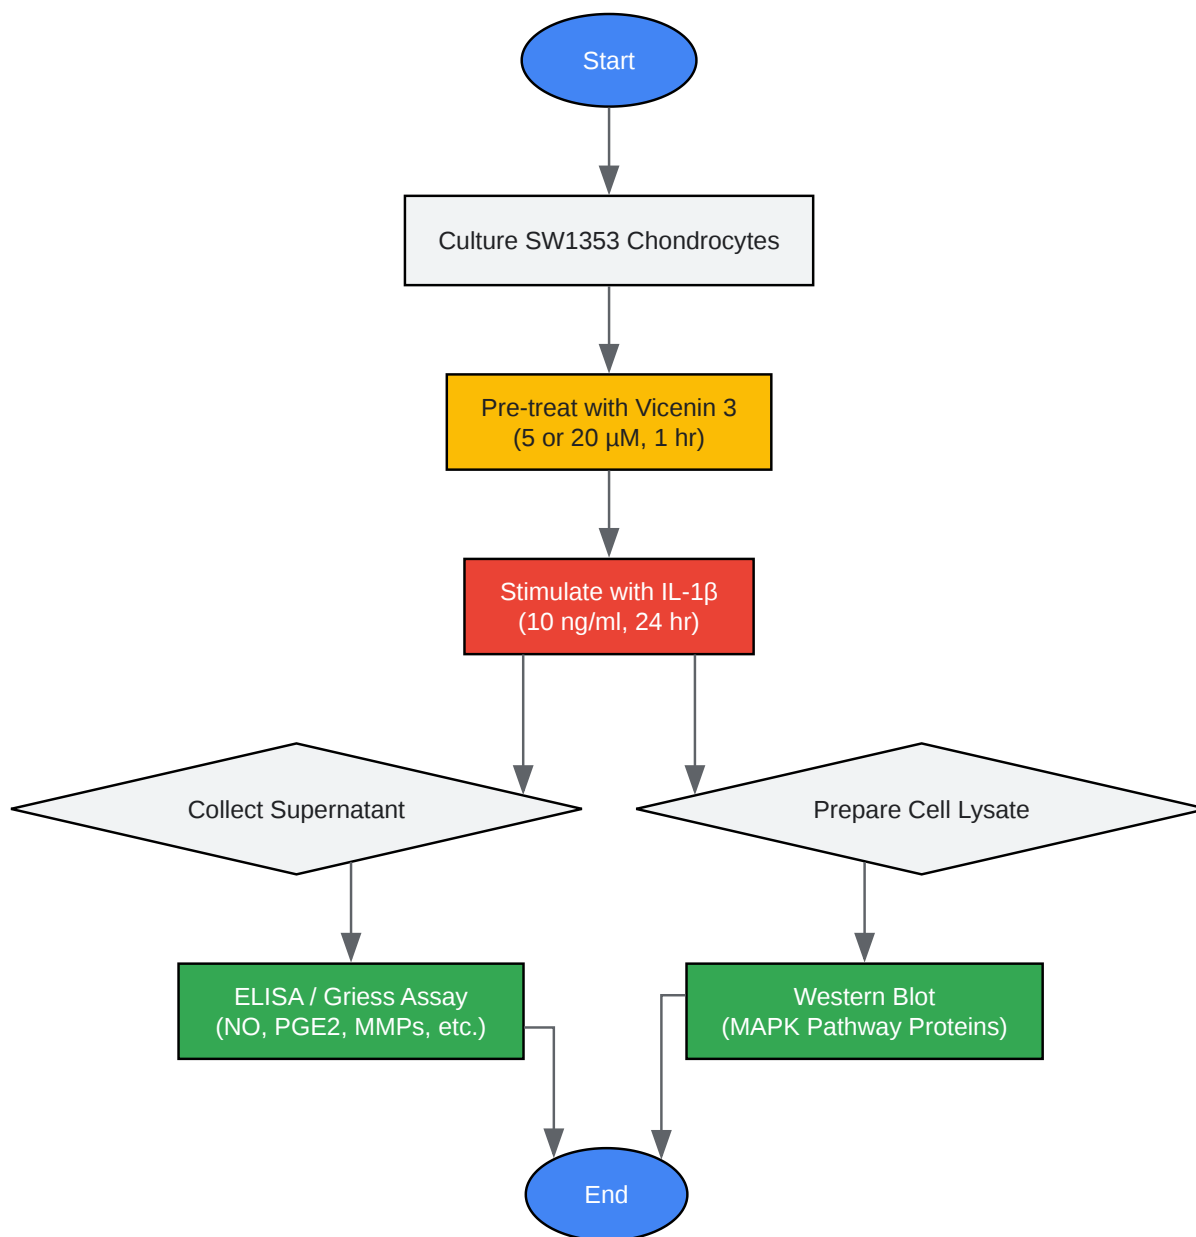 Start
Culture SW1353 Chondrocytes
Pre-treat with Vicenin 3
(5 or 20 µM, 1 hr)
Stimulate with IL-1β
(10 ng/ml, 24 hr)
Collect Supernatant
Prepare Cell Lysate
ELISA / Griess Assay
(NO, PGE2, MMPs, etc.)
Western Blot
(MAPK Pathway Proteins)
End